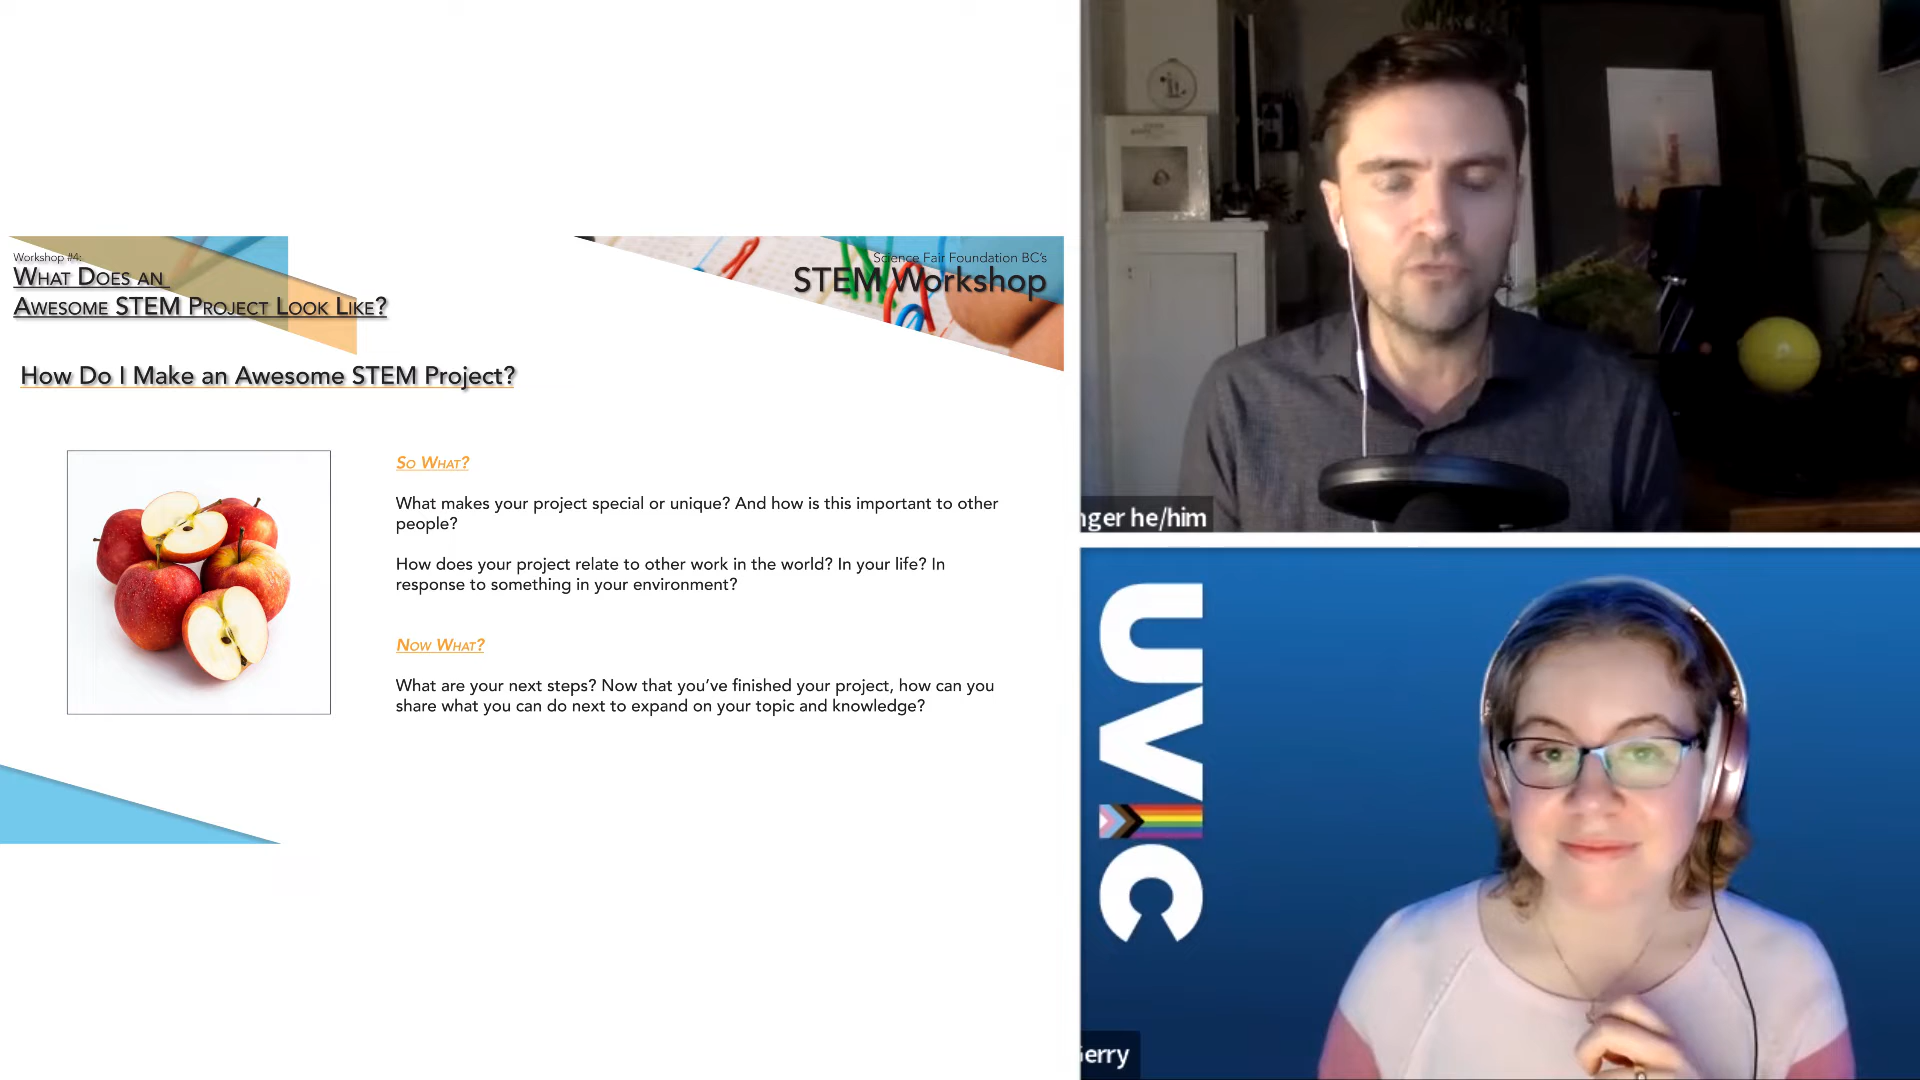 Workshop #4:
What Does an
Awesome STEM Project Look Like?
Science Fair Foundation BC's
STEM Workshop
How Do I Make an Awesome STEM Project?
So What?
What makes your project special or unique? And how is this important to other
people?
How does your project relate to other work in the world? In your life? In
response to something in your environment?
Now What?
What are your next steps? Now that you've finished your project, how can you
share what you can do next to expand on your topic and knowledge?
he/him
UVIC